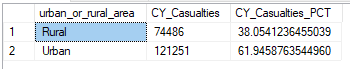 urban_or_rural_area CY_Casualties CY_Casualties_PCT
1 Rural 74486 38.0541236455039
2 Urban 121251 61.9458763544960